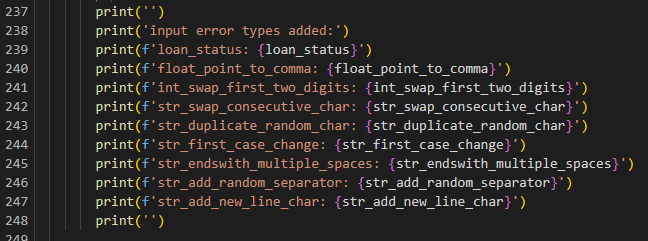 237 print('')
238 print('input error types added:')
239 print(f'loan_status: {loan_status}')
240 print(f'float_point_to_comma: {float_point_to_comma}')
241 print(f'int_swap_first_two_digits: {int_swap_first_two_digits}')
242 print(f'str_swap_consecutive_char: {str_swap_consecutive_char}')
243 print(f'str_duplicate_random_char: {str_duplicate_random_char}')
244 print(f'str_first_case_change: {str_first_case_change}')
245 print(f'str_endswith_multiple_spaces: {str_endswith_multiple_spaces}')
246 print(f'str_add_random_separator: {str_add_random_separator}')
247 print(f'str_add_new_line_char: {str_add_new_line_char}')
248 print('')
249